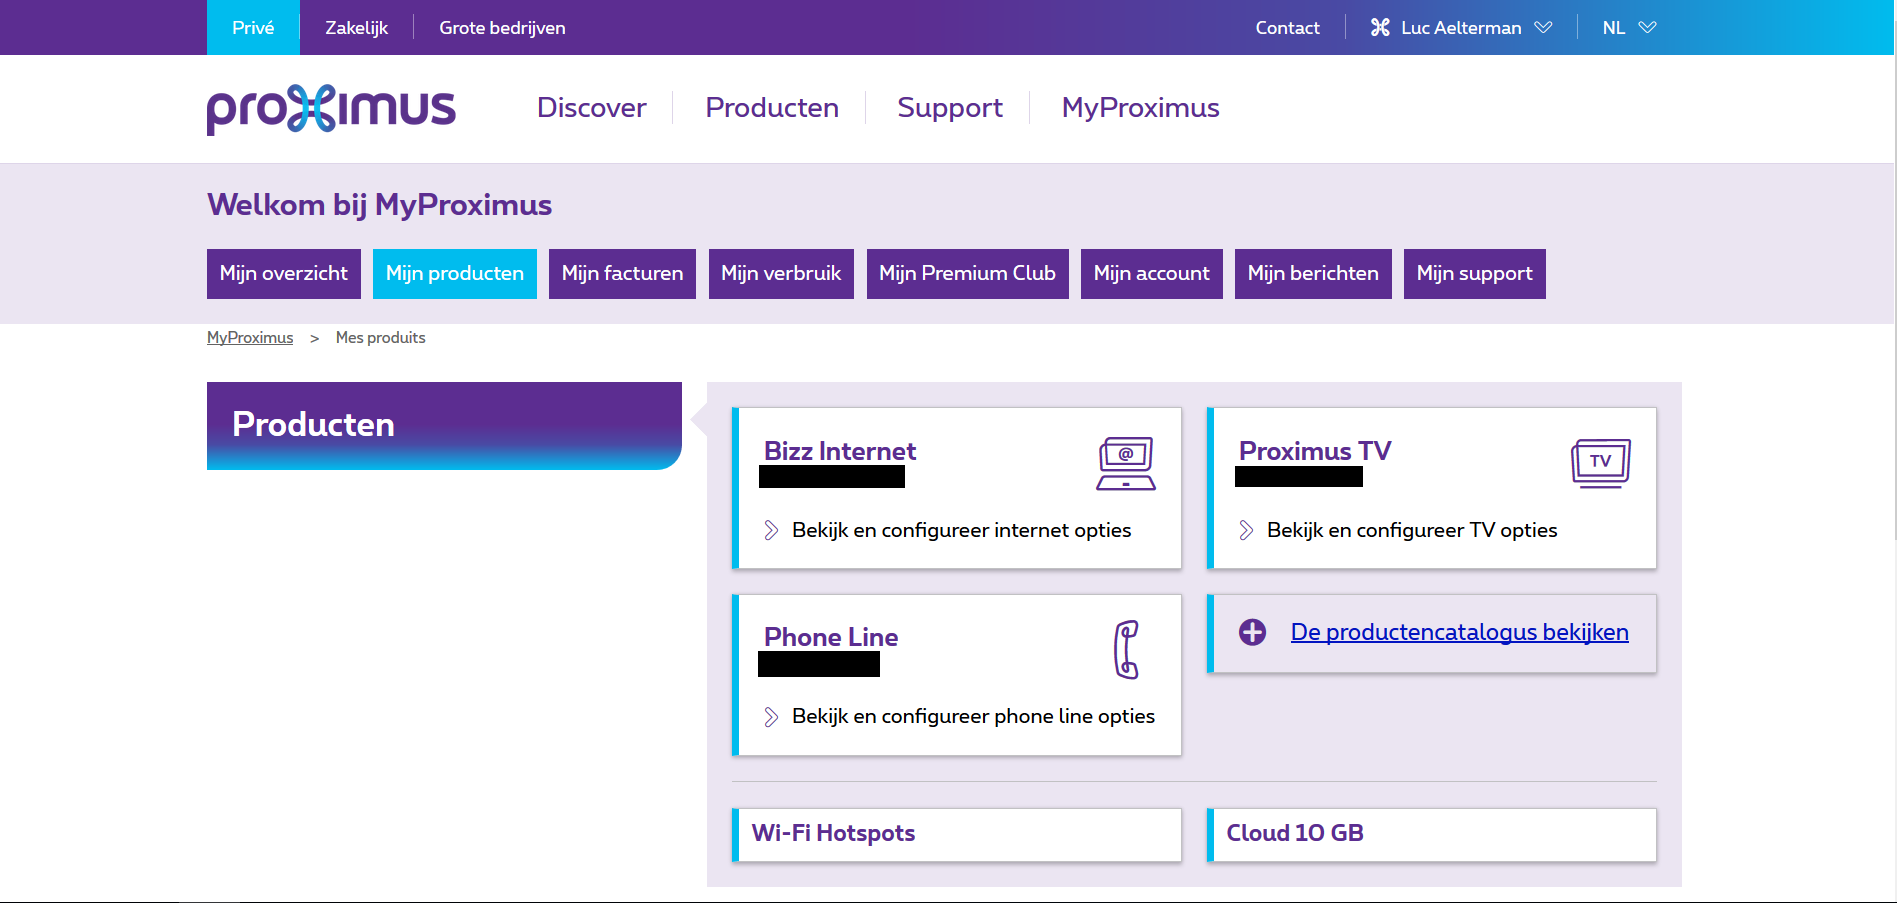 Privé Zakelijk Grote bedrijven Contact Luc Aelterman NL
proximus Discover Producten Support MyProximus
Welkom bij MyProximus
Mijn overzicht Mijn producten Mijn facturen Mijn verbruik Mijn Premium Club Mijn account Mijn berichten Mijn support
MyProximus > Mes produits
Producten
Bizz Internet
@
Bekijk en configureer internet opties
Proximus TV
TV
Bekijk en configureer TV opties
Phone Line
Bekijk en configureer phone line opties
De productencatalogus bekijken
Wi-Fi Hotspots
Cloud 10 GB